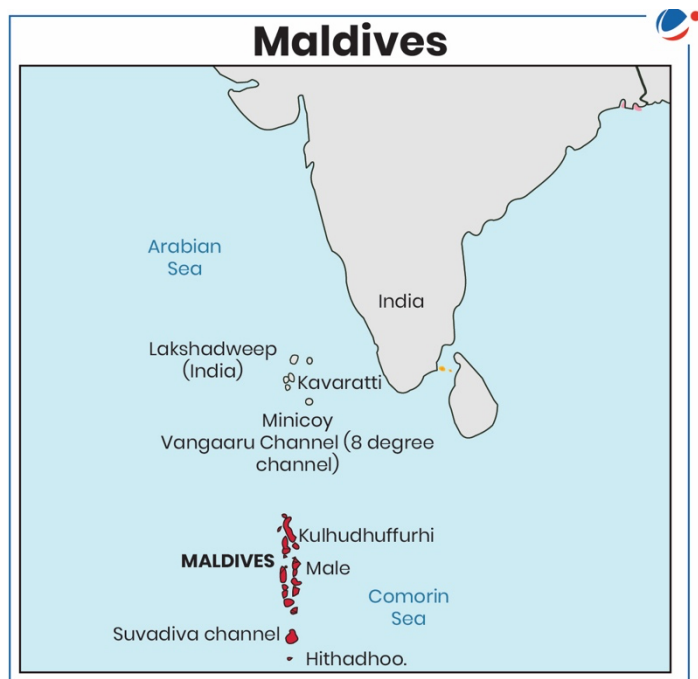 Maldives
Arabian
Sea
India
Lakshadweep
(India)
Kavaratti
Minicoy
Vangaaru Channel (8 degree
channel)
Kulhudhuffurhi
MALDIVES
Male
Comorin
Sea
Suvadiva channel
Hithadhoo.